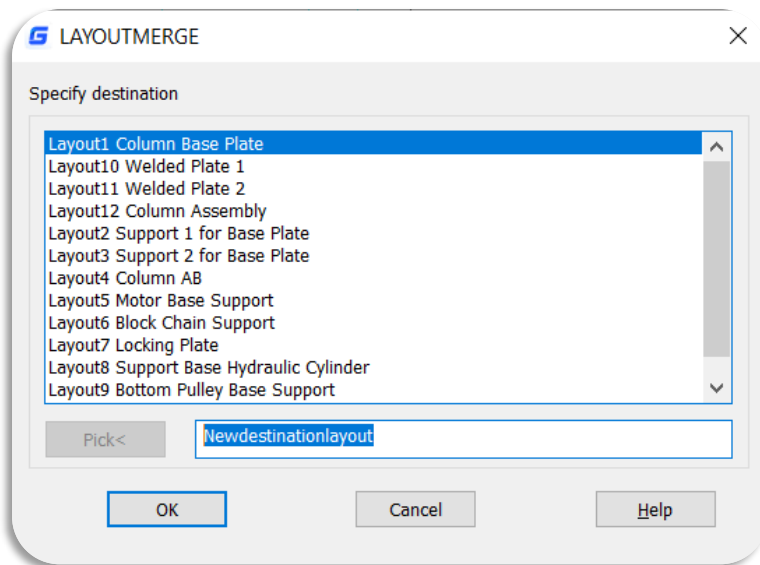 LAYOUTMERGE
Specify destination
Layout1 Column Base Plate
Layout10 Welded Plate 1
Layout11 Welded Plate 2
Layout12 Column Assembly
Layout2 Support 1 for Base Plate
Layout3 Support 2 for Base Plate
Layout4 Column AB
Layout5 Motor Base Support
Layout6 Block Chain Support
Layout7 Locking Plate
Layout8 Support Base Hydraulic Cylinder
Layout9 Bottom Pulley Base Support
Pick< Newdestinationlayout
OK Cancel Help